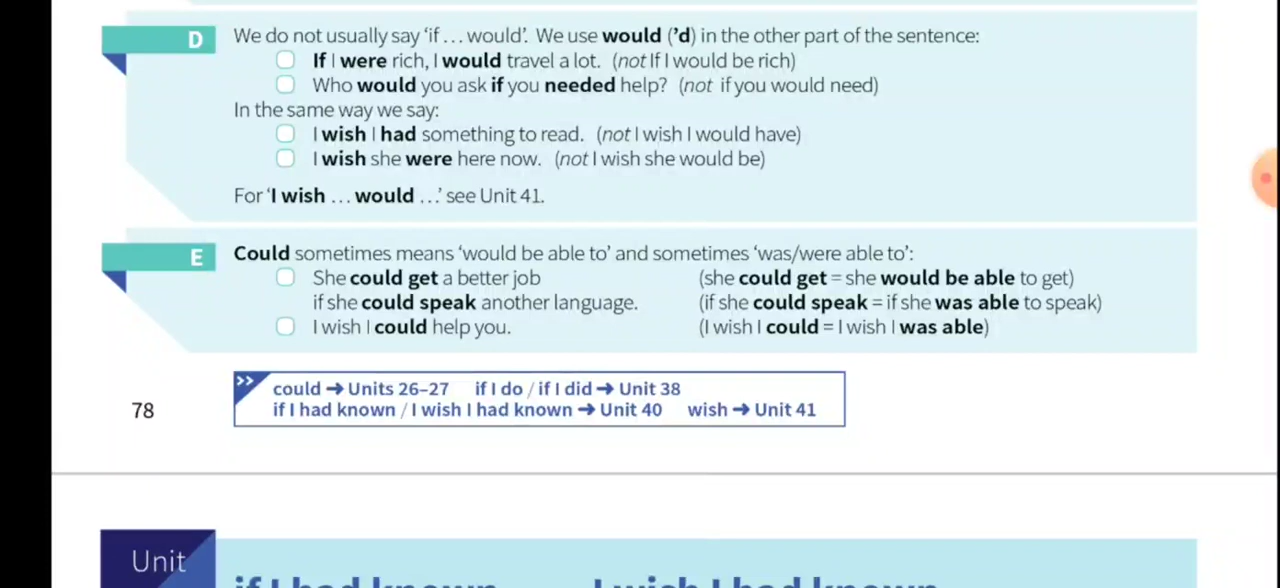 D
We do not usually say ‘if … would’. We use would (’d) in the other part of the sentence:
If I were rich, I would travel a lot. (not If I would be rich)
Who would you ask if you needed help? (not if you would need)
In the same way we say:
I wish I had something to read. (not I wish I would have)
I wish she were here now. (not I wish she would be)
For ‘I wish … would …’ see Unit 41.
E
Could sometimes means ‘would be able to’ and sometimes ‘was/were able to’:
She could get a better job (she could get = she would be able to get)
if she could speak another language. (if she could speak = if she was able to speak)
I wish I could help you. (I wish I could = I wish I was able)
>>
could ➜ Units 26–27 if I do / if I did ➜ Unit 38
if I had known / I wish I had known ➜ Unit 40 wish ➜ Unit 41
78
Unit
if I had known … I wish I had known …